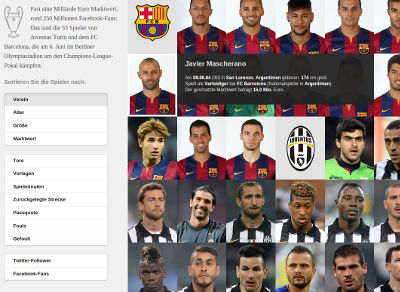 Fast eine Milliarde Euro Marktwert,
rund 250 Millionen Facebook-Fans:
Das sind die 53 Spieler von
Juventus Turin und dem FC
Barcelona, die am 6. Juni im Berliner
Olympiastadion um den Champions-League-
Pokal kämpfen.
Sortieren Sie die Spieler nach:
Verein
Alter
Größe
Marktwert
Tore
Vorlagen
Spielminuten
Zurückgelegte Strecke
Passquote
Fouls
Gefoult
Twitter-Follower
Facebook-Fans
FCB
Javier Mascherano
Am 08.06.84 (30) in San Lorenzo, Argentinien geboren. 174 cm groß.
Spielt als Verteidiger bei FC Barcelona (Nationalspieler in Argentinien).
Der geschätzte Marktwert beträgt 15,0 Mio. Euro.
JUVENTUS